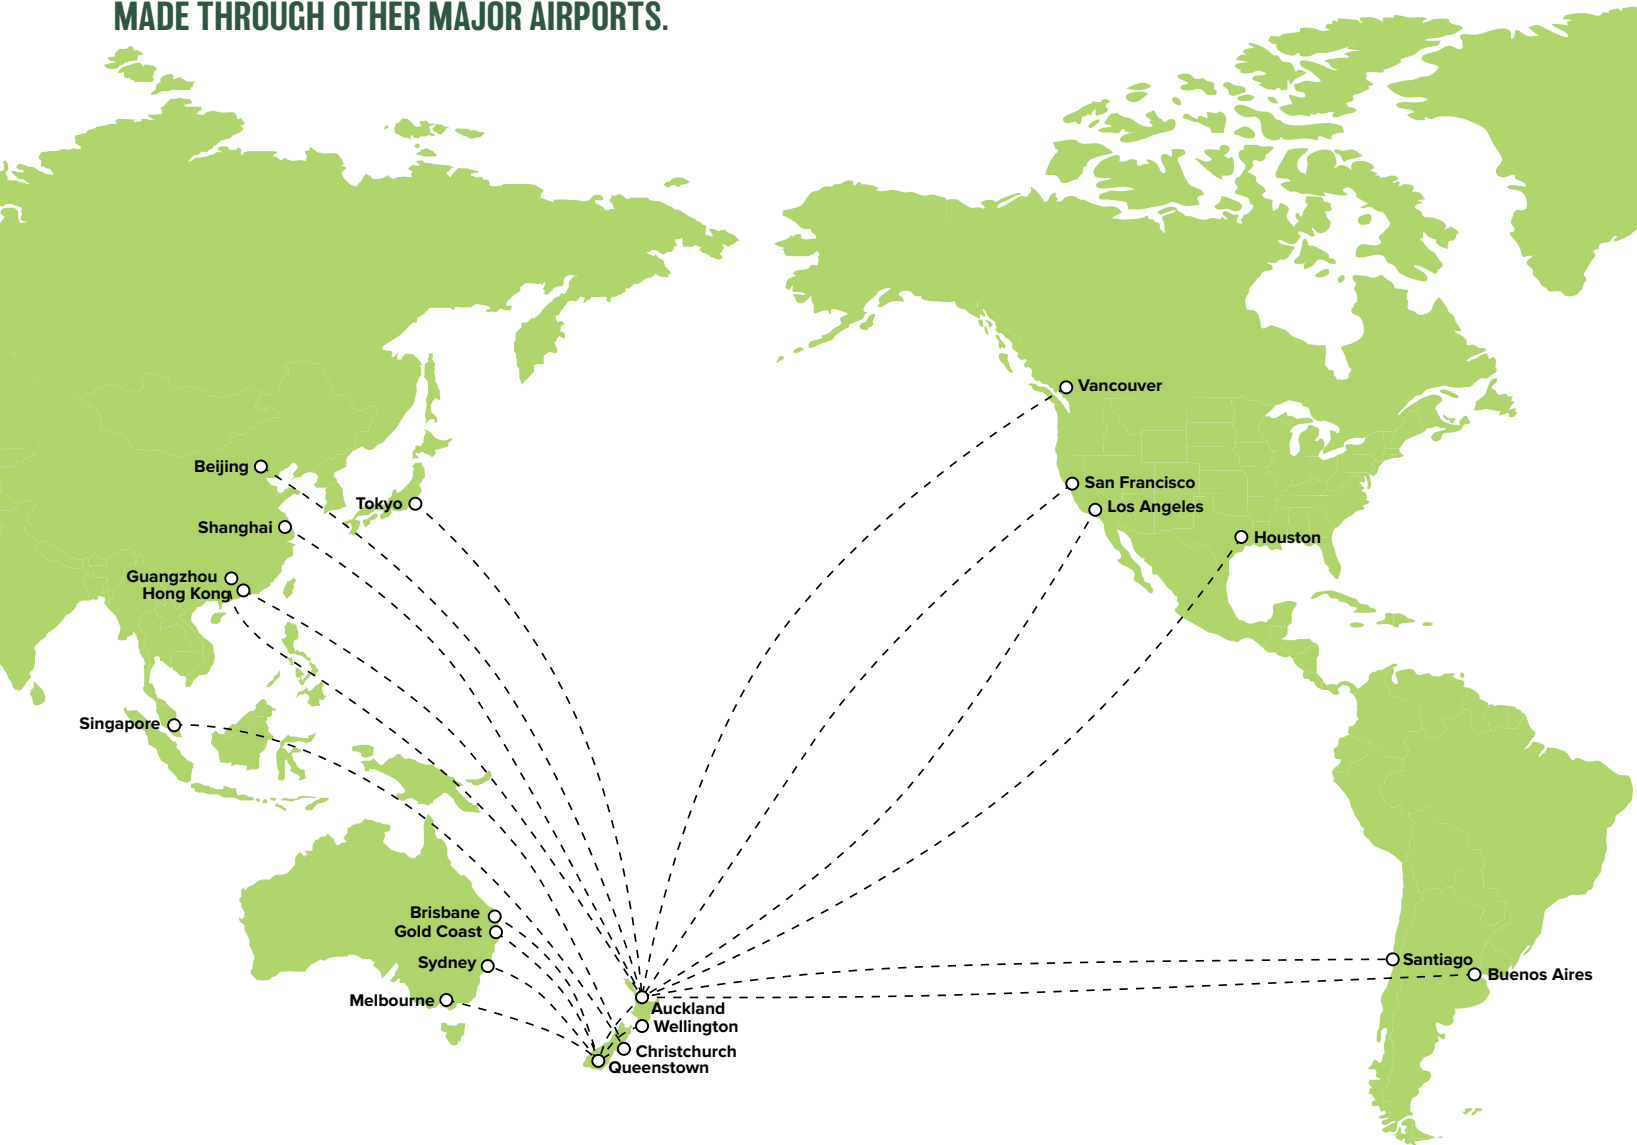 MADE THROUGH OTHER MAJOR AIRPORTS.
Vancouver
Beijing
San Francisco
Tokyo
Los Angeles
Shanghai
Houston
Guangzhou
Hong Kong
Singapore
Brisbane
Gold Coast
Sydney
Santiago
Buenos Aires
Melbourne
Auckland
Wellington
Christchurch
Queenstown